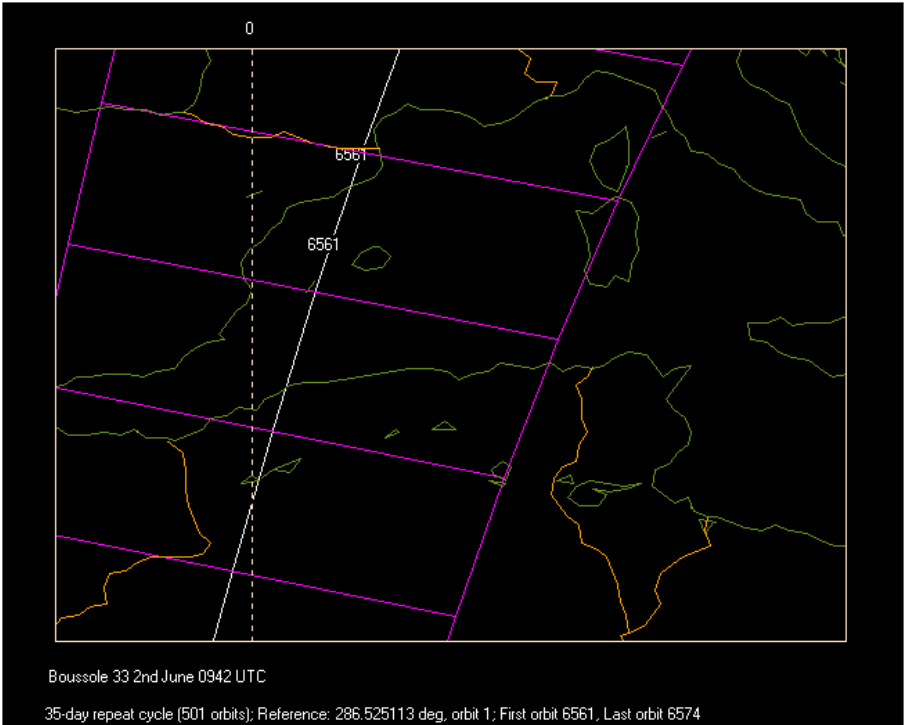 0
6561
6561
Boussole 33 2nd June 0942 UTC
35-day repeat cycle (501 orbits); Reference: 286.525113 deg, orbit 1; First orbit 6561, Last orbit 6574